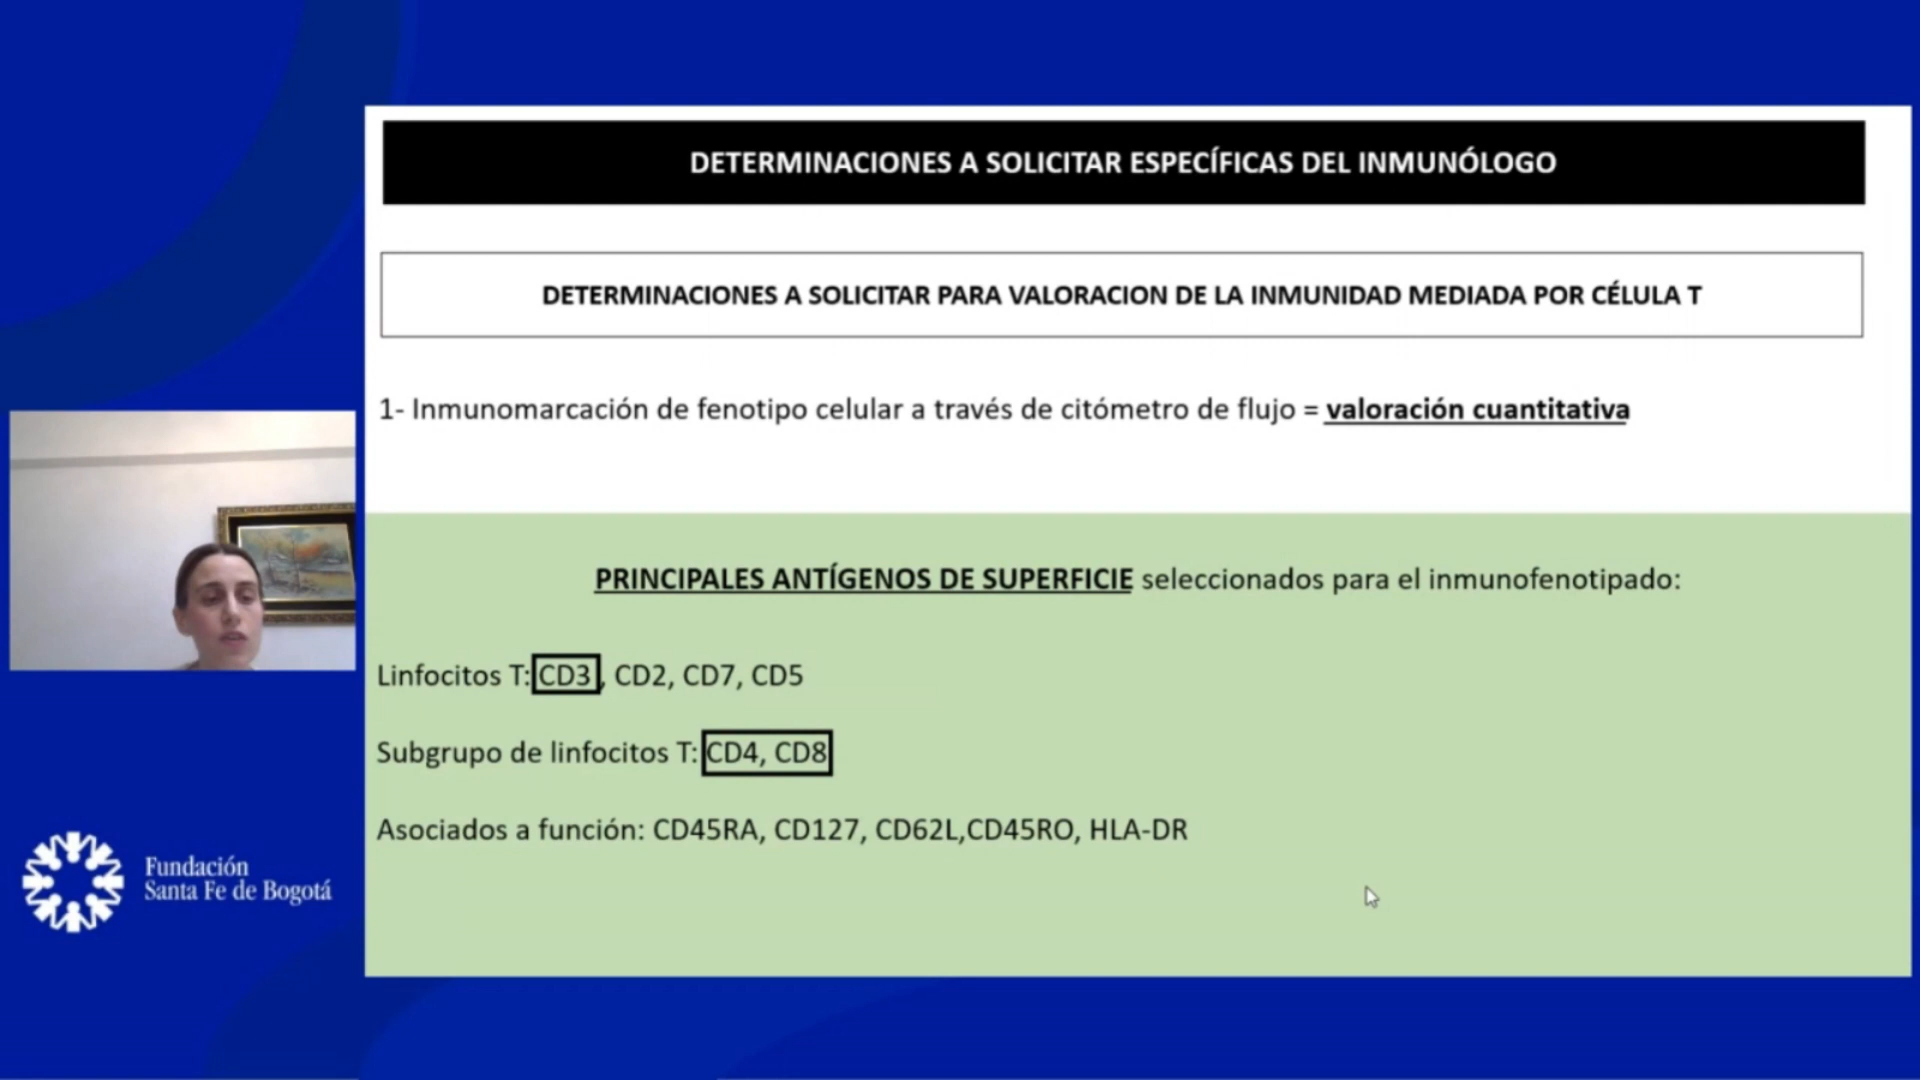 DETERMINACIONES A SOLICITAR ESPECÍFICAS DEL INMUNÓLOGO
DETERMINACIONES A SOLICITAR PARA VALORACION DE LA INMUNIDAD MEDIADA POR CÉLULA T
1- Inmunomarcación de fenotipo celular a través de citómetro de flujo = valoración cuantitativa
PRINCIPALES ANTÍGENOS DE SUPERFICIE seleccionados para el inmunofenotipado:
Linfocitos T: CD3, CD2, CD7, CD5
Subgrupo de linfocitos T: CD4, CD8
Asociados a función: CD45RA, CD127, CD62L,CD45RO, HLA-DR
Fundación
Santa Fe de Bogotá